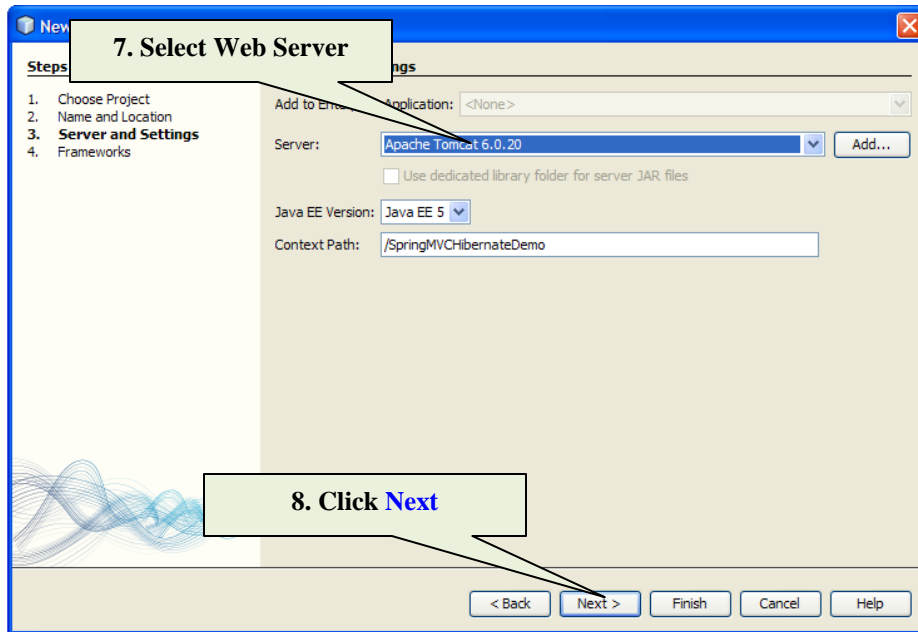 New
7. Select Web Server
Steps
ngs
1. Choose Project
2. Name and Location
3. Server and Settings
4. Frameworks
Add to Enter Application: <None>
Server: Apache Tomcat 6.0.20 Add...
Use dedicated library folder for server JAR files
Java EE Version: Java EE 5
Context Path: /SpringMVCHibernateDemo
8. Click Next
< Back Next > Finish Cancel Help